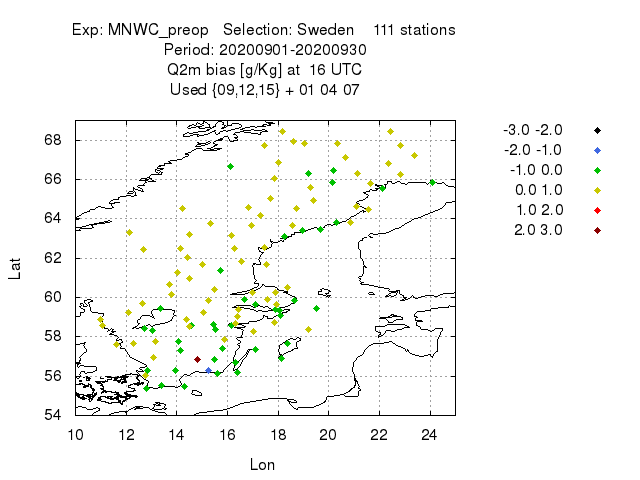 Exp: MNWC_preop Selection: Sweden 111 stations
Period: 20200901-20200930
Q2m bias [g/Kg] at 16 UTC
Used {09,12,15} + 01 04 07
68
66
64
62
60
58
56
54
Lat
10 12 14 16 18 20 22 24
Lon
-3.0 -2.0
-2.0 -1.0
-1.0 0.0
0.0 1.0
1.0 2.0
2.0 3.0